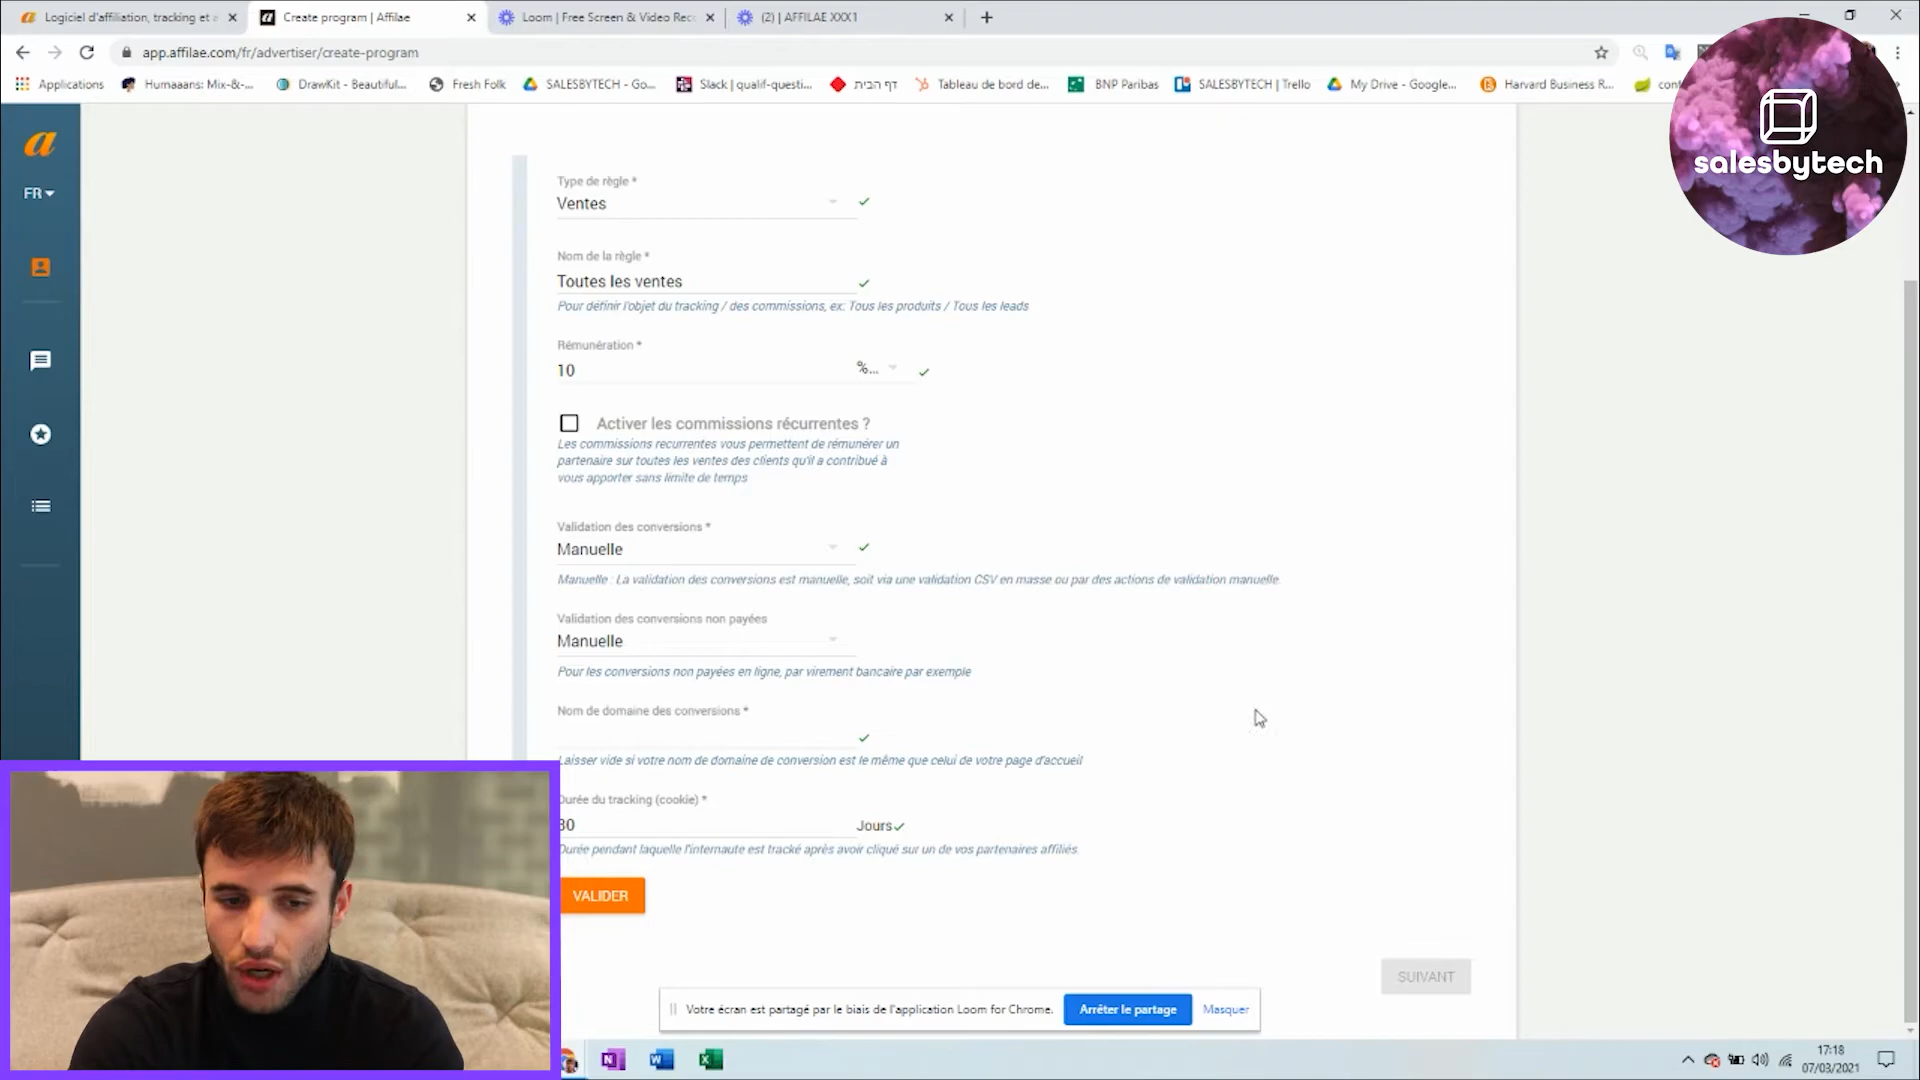 Logiciel d'affiliation, tracking et a
Create program | Affilae
Loom | Free Screen & Video Rec
(2) | AFFILAE XXX1
app.affilae.com/fr/advertiser/create-program
Applications
Humaaans: Mix-&-...
DrawKit - Beautiful...
Fresh Folk
SALESBYTECH - Go...
Slack | qualif-questi...
דף הבית
Tableau de bord de...
BNP Paribas
SALESBYTECH | Trello
My Drive - Google...
Harvard Business R...
cont
salesbytech
a
FR
Type de règle *
Ventes
Nom de la règle *
Toutes les ventes
Pour définir l'objet du tracking / des commissions, ex: Tous les produits / Tous les leads
Rémunération *
10
%...
Activer les commissions récurrentes ?
Les commissions recurrentes vous permettent de rémunérer un
partenaire sur toutes les ventes des clients qu'il a contribué à
vous apporter sans limite de temps
Validation des conversions *
Manuelle
Manuelle : La validation des conversions est manuelle, soit via une validation CSV en masse ou par des actions de validation manuelle.
Validation des conversions non payées
Manuelle
Pour les conversions non payées en ligne, par virement bancaire par exemple
Nom de domaine des conversions *
Laisser vide si votre nom de domaine de conversion est le même que celui de votre page d'accueil
Durée du tracking (cookie) *
30
Jours
Durée pendant laquelle l'internaute est tracké après avoir cliqué sur un de vos partenaires affiliés
VALIDER
SUIVANT
Votre écran est partagé par le biais de l'application Loom for Chrome.
Arrêter le partage
Masquer
17:18
07/03/2021